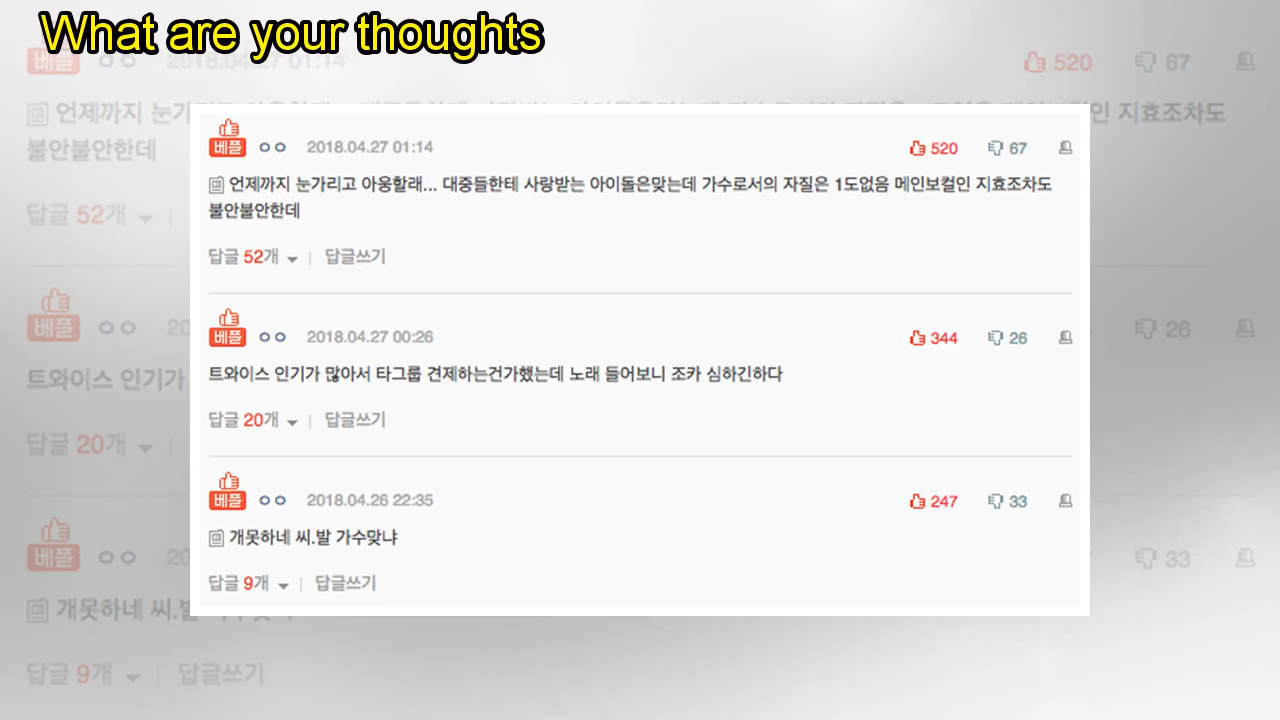 What are your thoughts
베플 ㅇㅇ 2018.04.27 01:14 520 67
언제까지 눈가리고 아웅할래... 대중들한테 사랑받는 아이돌은맞는데 가수로서의 자질은 1도없음 메인보컬인 지효조차도
불안불안한데
답글 52개 답글쓰기
베플 ㅇㅇ 2018.04.27 00:26 344 26
트와이스 인기가 많아서 타그룹 견제하는건가했는데 노래 들어보니 조카 심하긴하다
답글 20개 답글쓰기
베플 ㅇㅇ 2018.04.26 22:35 247 33
개못하네 씨.발 가수맞냐
답글 9개 답글쓰기